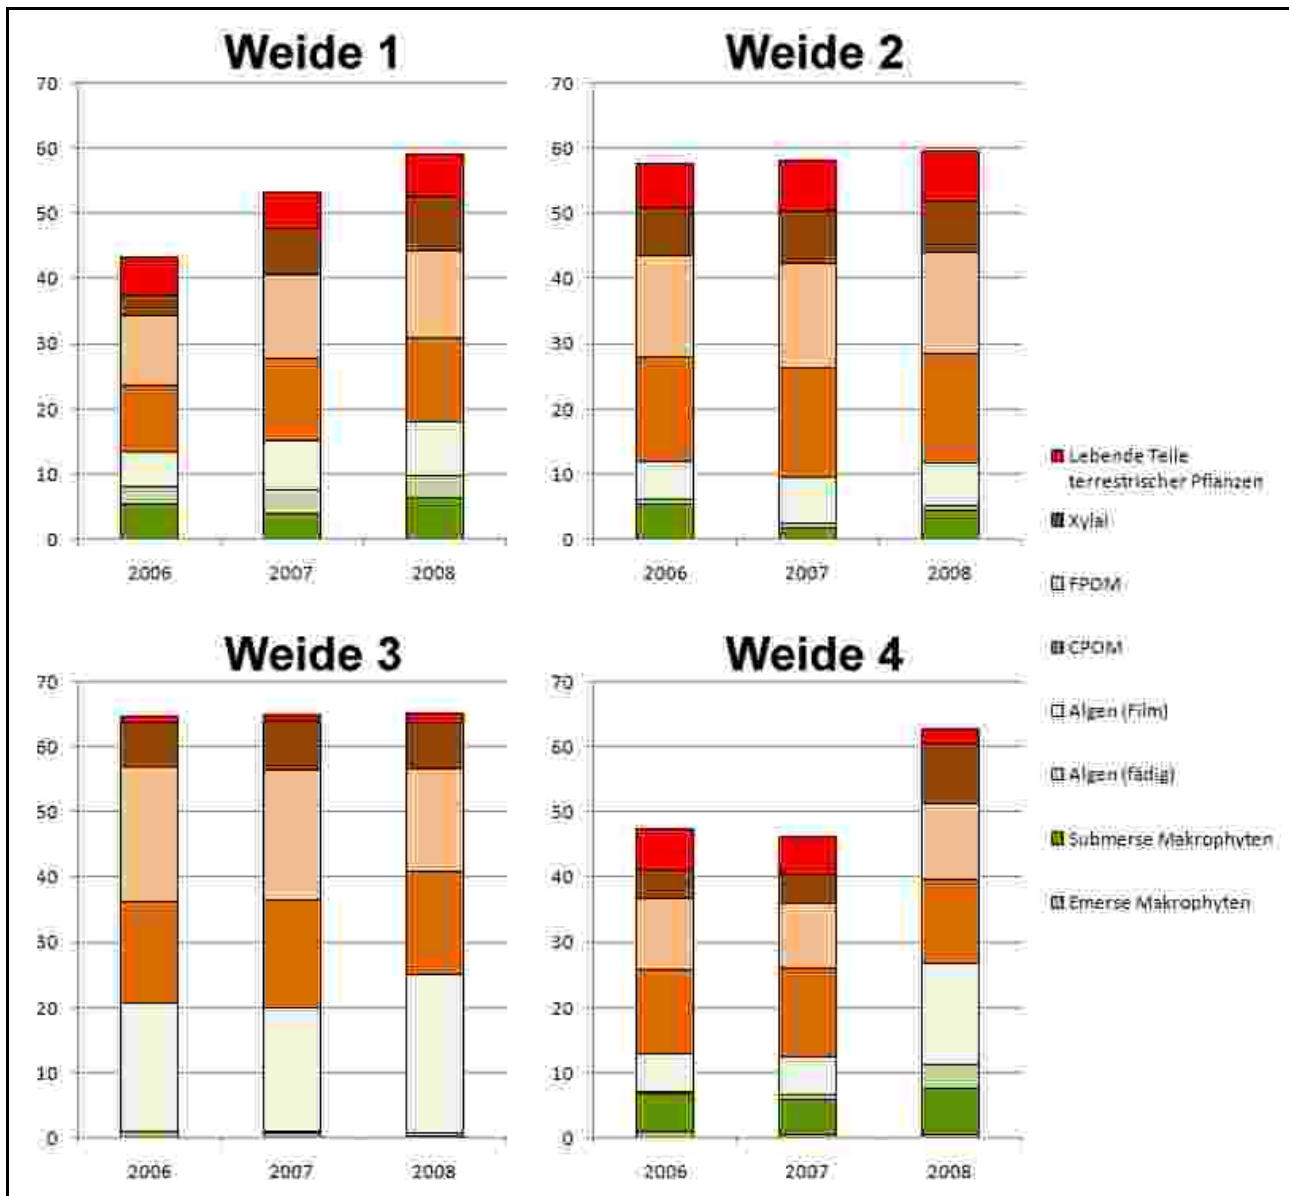 Weide 1
70
60
50
40
30
20
10
0
2006 2007 2008
Weide 2
70
60
50
40
30
20
10
0
2006 2007 2008
Weide 3
70
60
50
40
30
20
10
0
2006 2007 2008
Weide 4
70
60
50
40
30
20
10
0
2006 2007 2008
Lebende Teile
terrestrischer Pflanzen
Xylal
FPOM
CPOM
Algen (Film)
Algen (fädig)
Submerse Makrophyten
Emerse Makrophyten